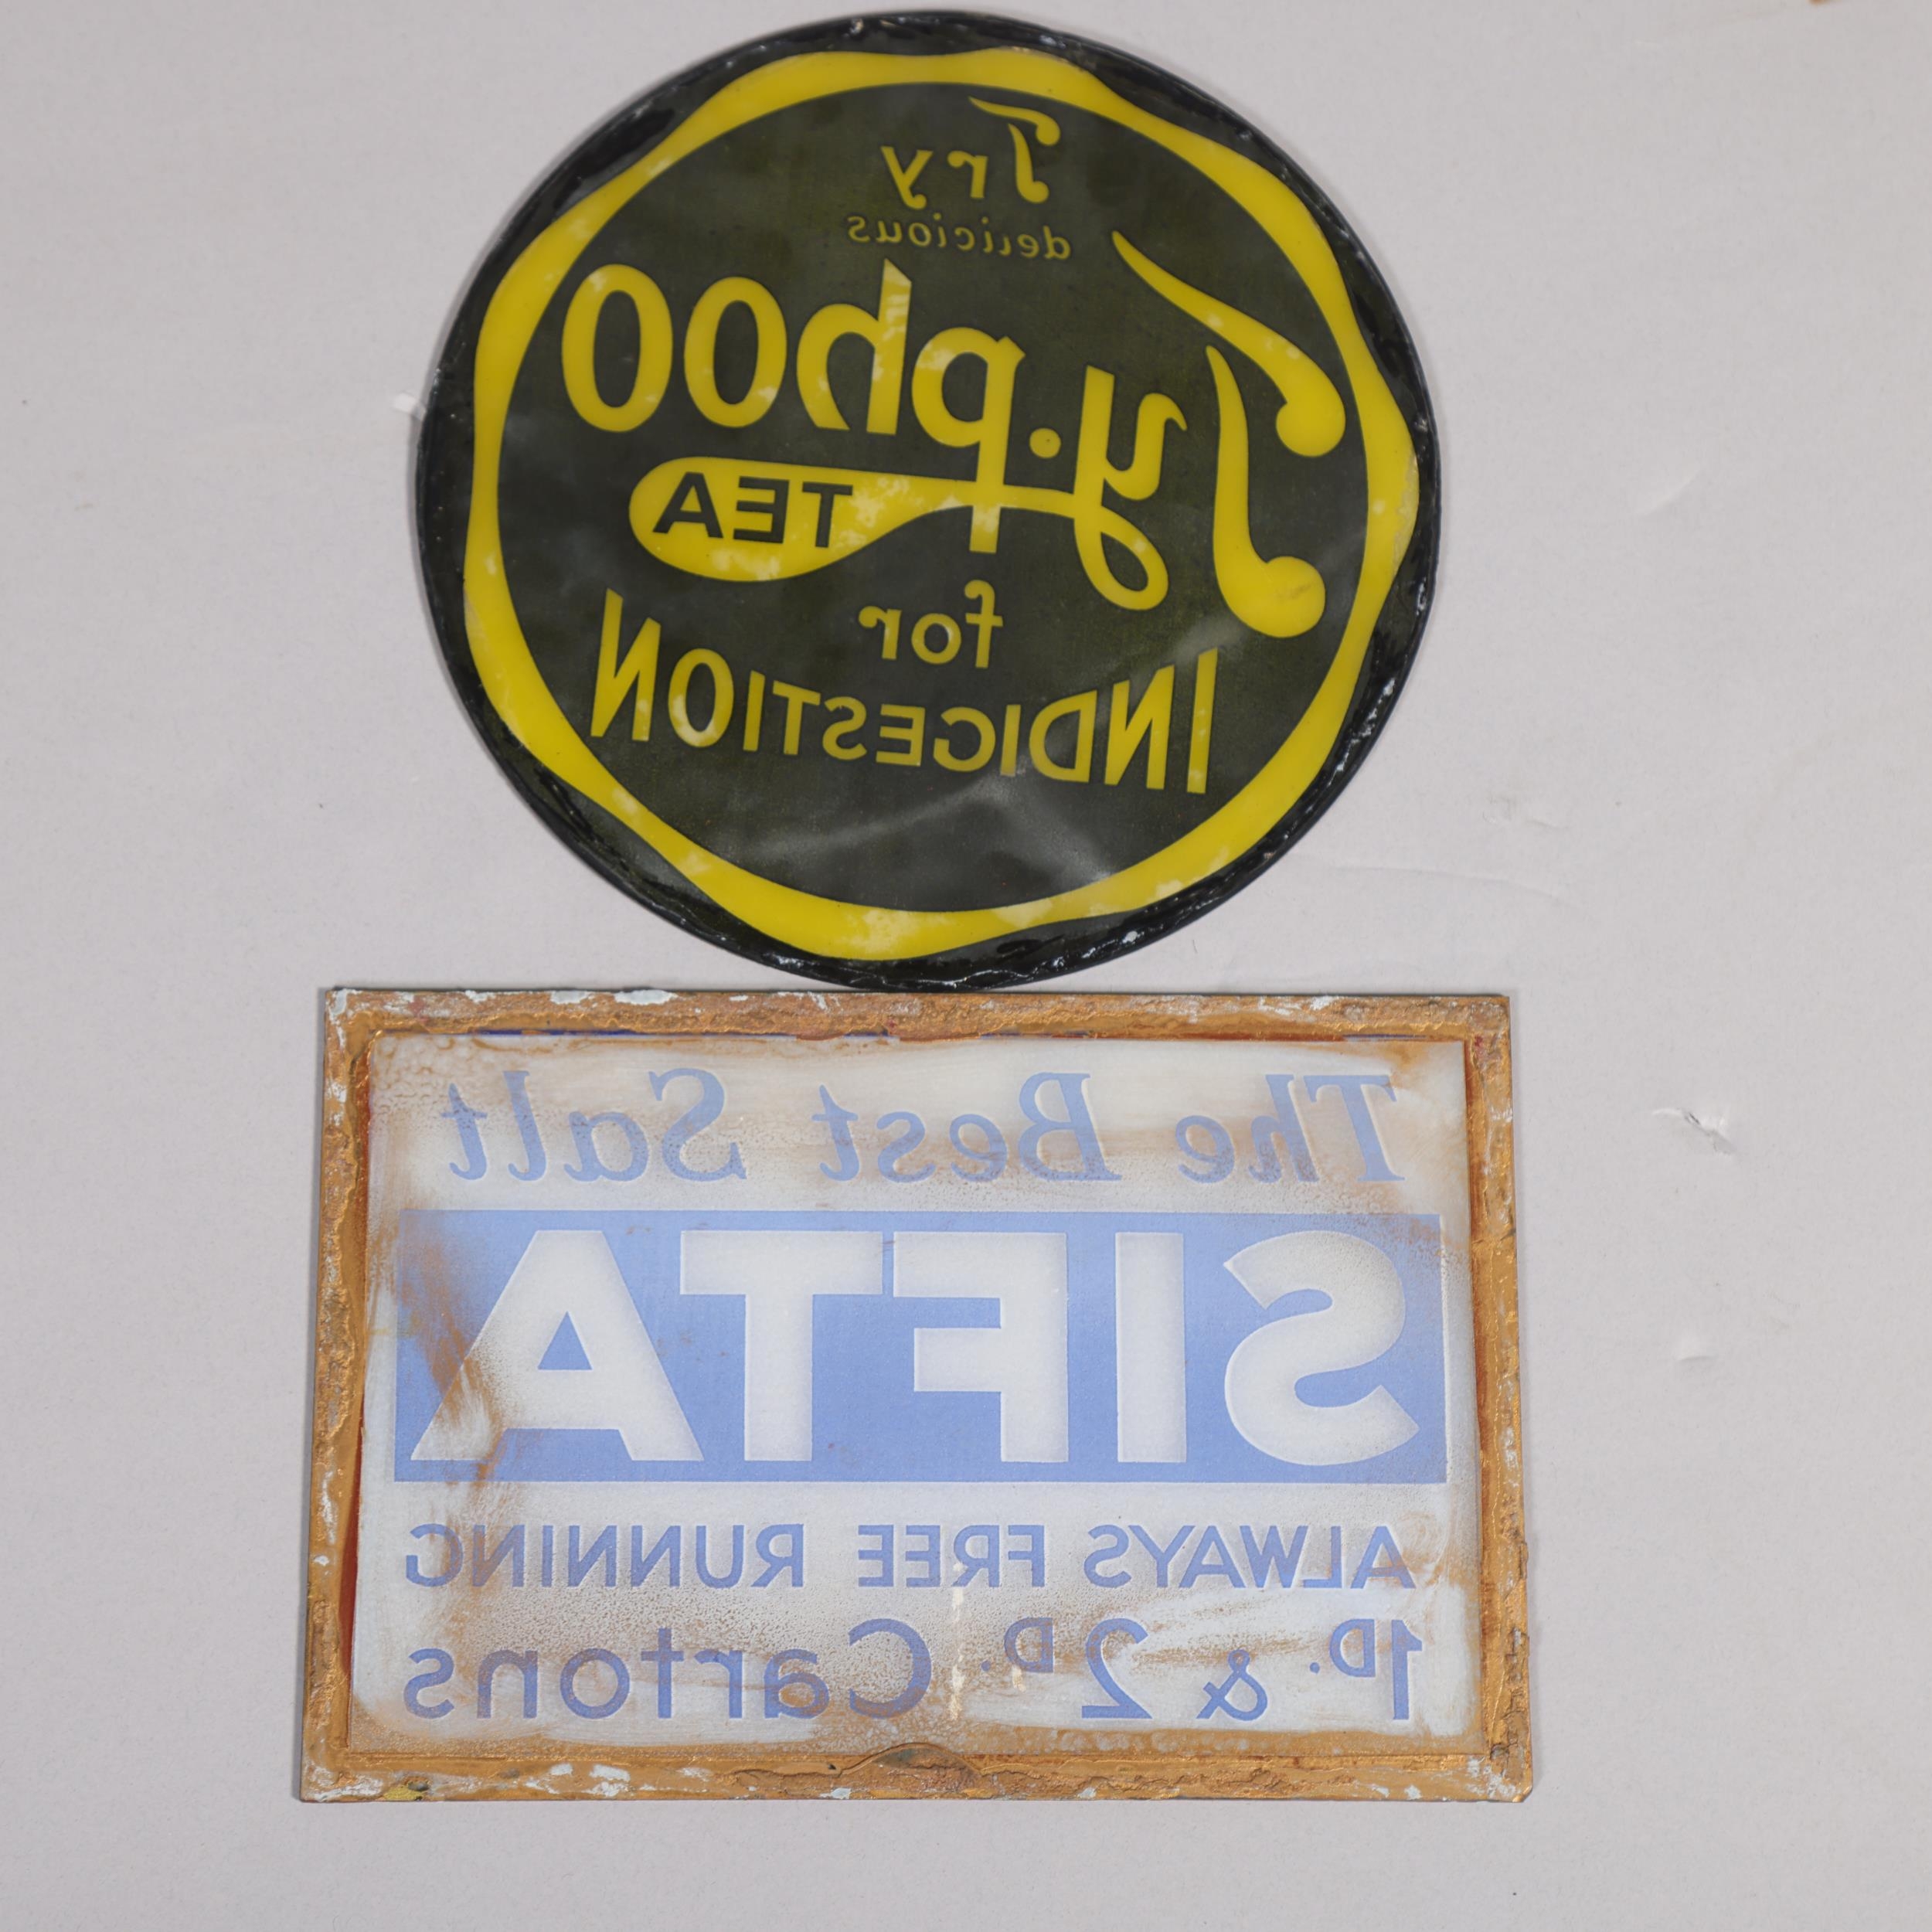 Try
delicious
Ty.phoo
TEA
for
INDIGESTION
The Best Salt
SIFTA
ALWAYS FREE RUNNING
1D. & 2D. Cartons